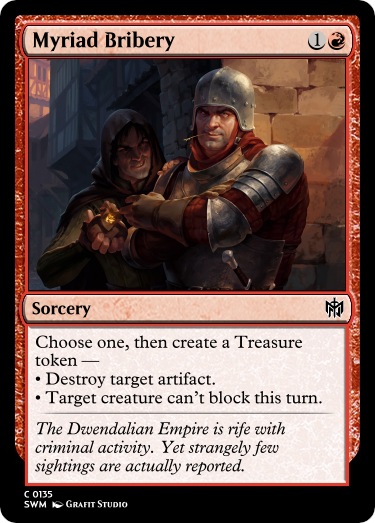 Myriad Bribery 1
Sorcery
Choose one, then create a Treasure
token —
• Destroy target artifact.
• Target creature can't block this turn.
The Dwendalian Empire is rife with
criminal activity. Yet strangely few
sightings are actually reported.
C 0135
SWM Grafit Studio